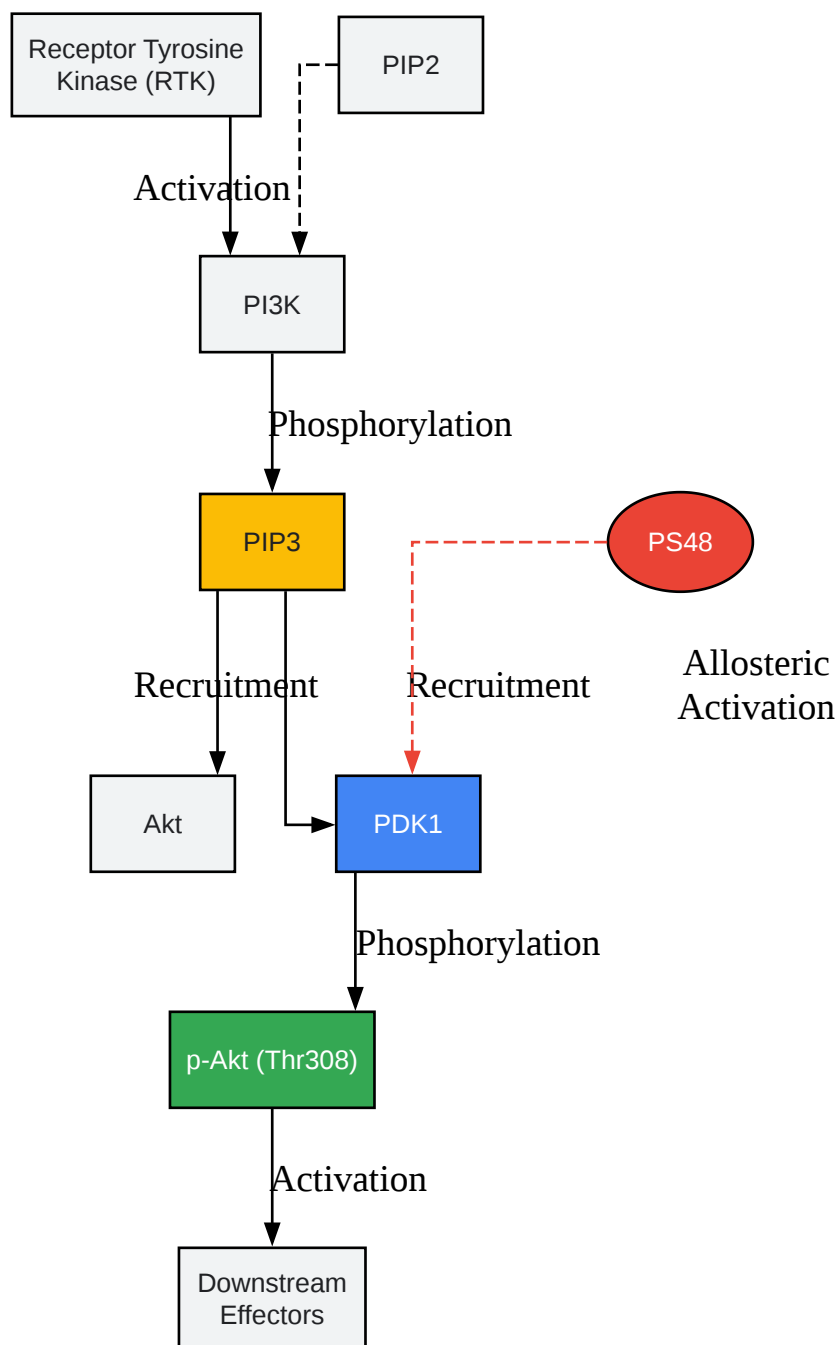 Receptor Tyrosine
Kinase (RTK)
PIP2
Activation
PI3K
Phosphorylation
PIP3
PS48
Recruitment
Recruitment
Allosteric
Activation
Akt
PDK1
Phosphorylation
p-Akt (Thr308)
Activation
Downstream
Effectors